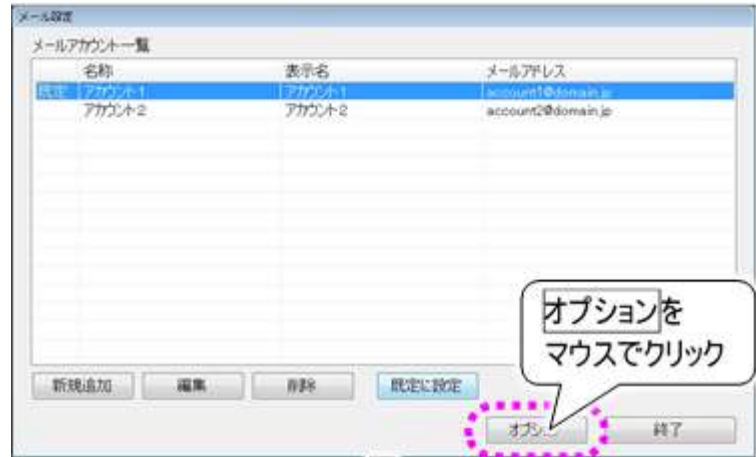 メール設定
メールアカウント一覧
名称 表示名 メールアドレス
既定 アカウント1 アカウント1 account1@domain.jp
アカウント2 アカウント2 account2@domain.jp
オプションを
マウスでクリック
新規追加 編集 削除 既定に設定
終了